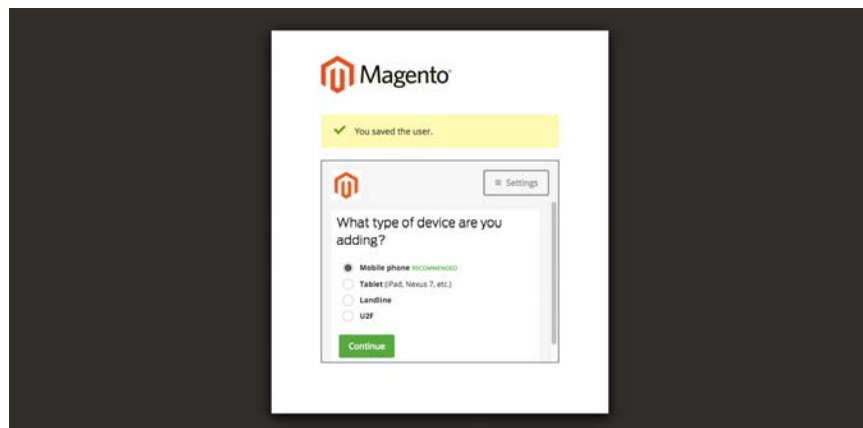 Magento
You saved the user.
Settings
What type of device are you
adding?
Mobile phone RECOMMENDED
Tablet (iPad, Nexus 7, etc.)
Landline
U2F
Continue